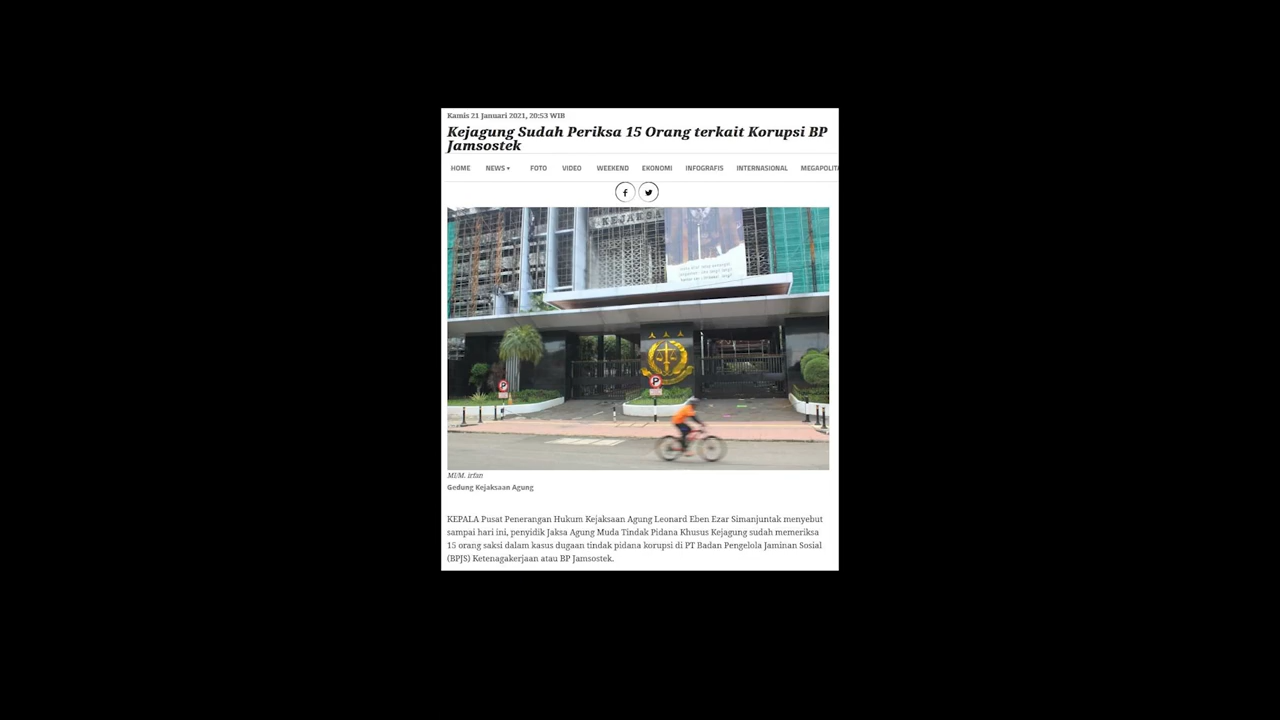 Kamis 21 Januari 2021, 20:53 WIB
Kejagung Sudah Periksa 15 Orang terkait Korupsi BP
Jamsostek
HOME NEWS▾ FOTO VIDEO WEEKEND EKONOMI INFOGRAFIS INTERNASIONAL MEGAPOLIT
KEJAKSA
P
P
MI/M. irfan
Gedung Kejaksaan Agung
KEPALA Pusat Penerangan Hukum Kejaksaan Agung Leonard Eben Ezar Simanjuntak menyebut
sampai hari ini, penyidik Jaksa Agung Muda Tindak Pidana Khusus Kejagung sudah memeriksa
15 orang saksi dalam kasus dugaan tindak pidana korupsi di PT Badan Pengelola Jaminan Sosial
(BPJS) Ketenagakerjaan atau BP Jamsostek.